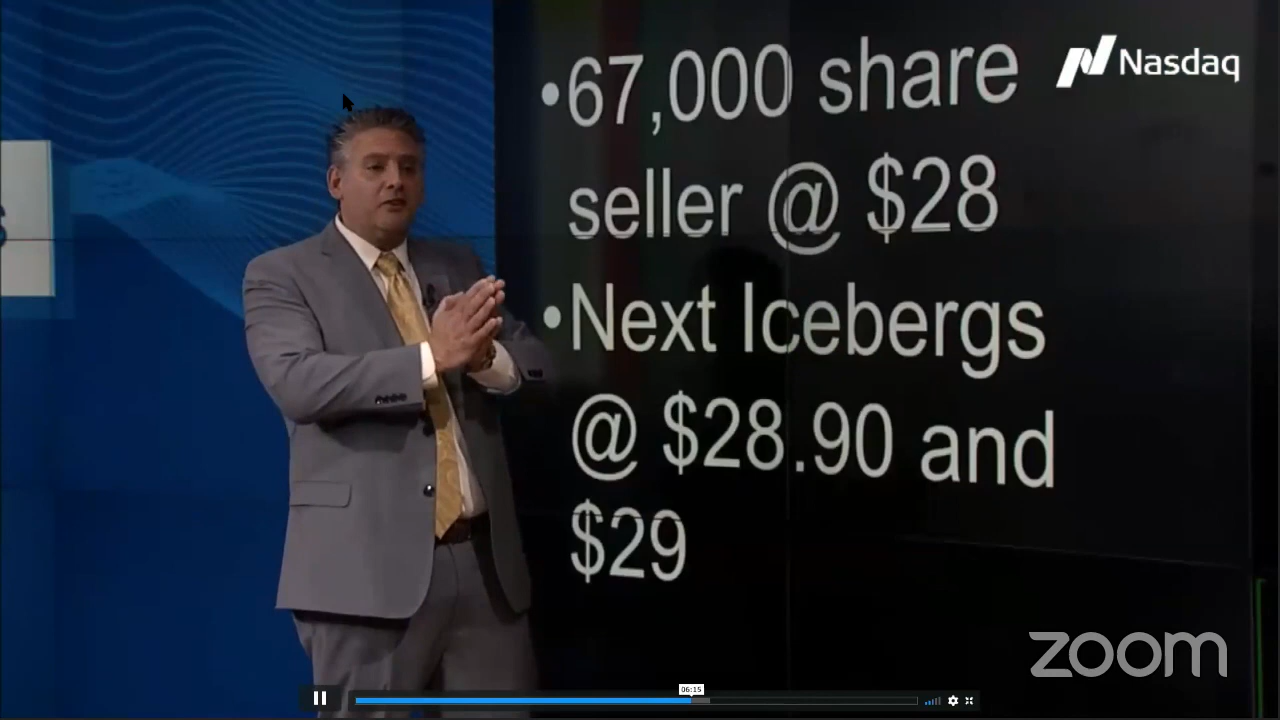 Nasdaq
•67,000 share
seller @ $28
•Next Icebergs
@ $28.90 and
$29
zoom
06:15